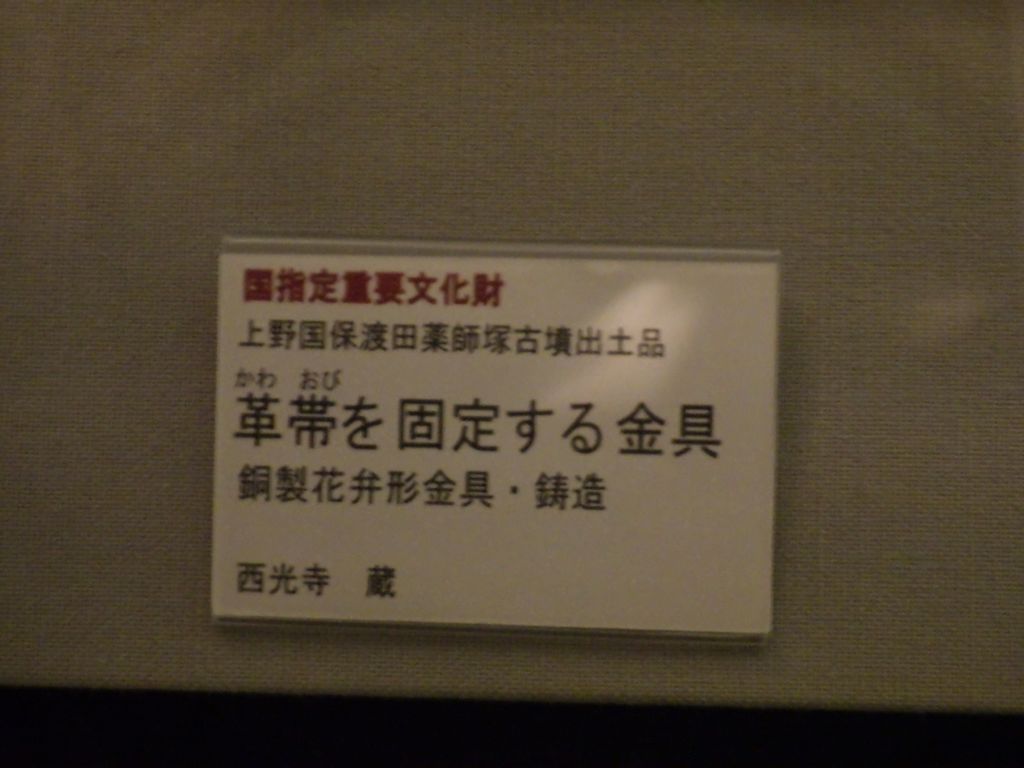 国指定重要文化財
上野国保渡田薬師塚古墳出土品
かわ おび
革帯を固定する金具
銅製花弁形金具・鋳造
西光寺 蔵